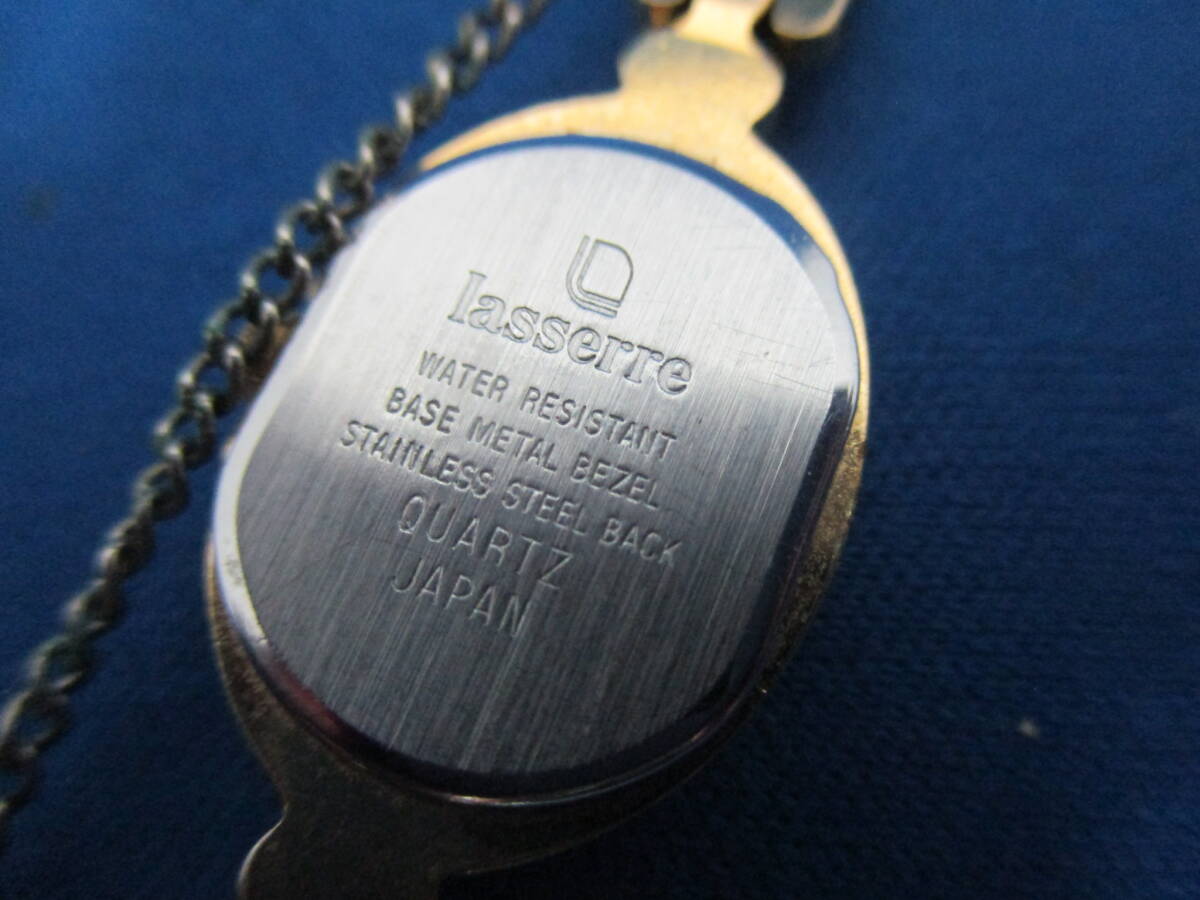 lasserre
WATER RESISTANT
BASE METAL BEZEL
STAINLESS STEEL BACK
QUARTZ
JAPAN